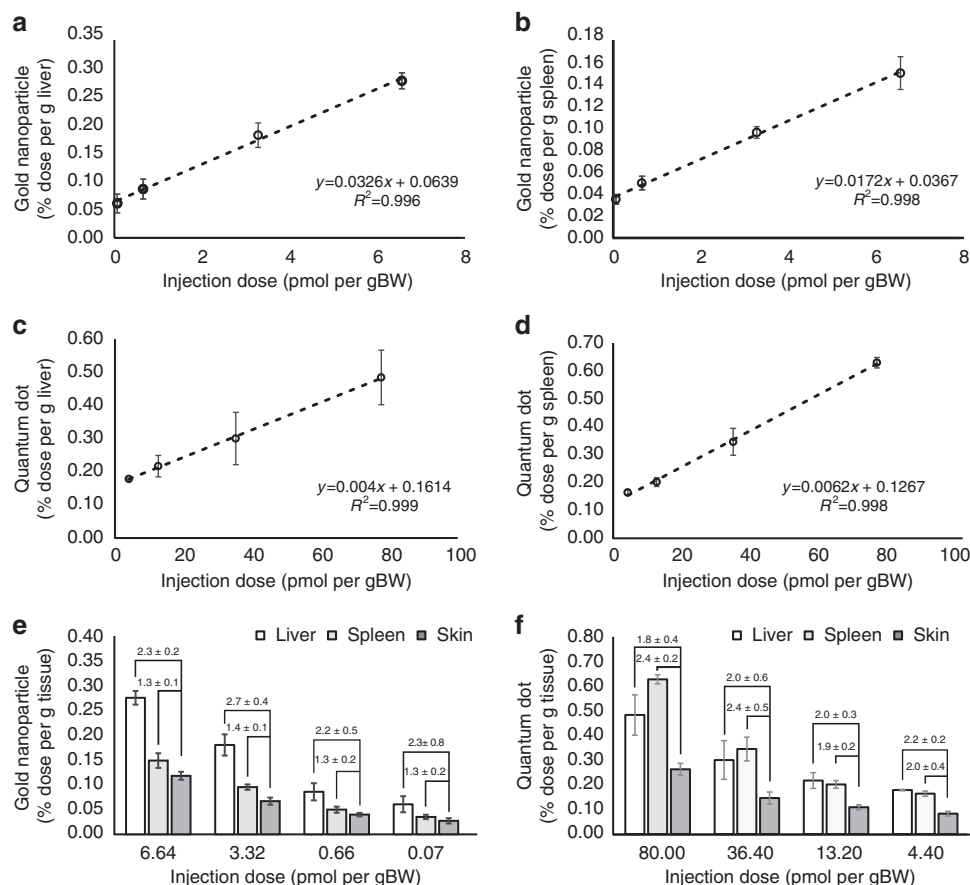 a
Gold nanoparticle
(% dose per g liver)
0.35
0.30
0.25
0.20
0.15
0.10
0.05
0.00
y=0.0326x + 0.0639
R²=0.996
0 2 4 6 8
Injection dose (pmol per gBW)
b
Gold nanoparticle
(% dose per g spleen)
0.18
0.16
0.14
0.12
0.10
0.08
0.06
0.04
0.02
0.00
y=0.0172x + 0.0367
R²=0.998
0 2 4 6 8
Injection dose (pmol per gBW)
c
Quantum dot
(% dose per g liver)
0.60
0.50
0.40
0.30
0.20
0.10
0.00
y=0.004x + 0.1614
R²=0.999
0 20 40 60 80 100
Injection dose (pmol per gBW)
d
Quantum dot
(% dose per g spleen)
0.70
0.60
0.50
0.40
0.30
0.20
0.10
0.00
y=0.0062x + 0.1267
R²=0.998
0 20 40 60 80 100
Injection dose (pmol per gBW)
e
Gold nanoparticle
(% dose per g tissue)
0.40
0.35
0.30
0.25
0.20
0.15
0.10
0.05
0.00
Liver Spleen Skin
2.3 ± 0.2
1.3 ± 0.1
2.7 ± 0.4
1.4 ± 0.1
2.2 ± 0.5
1.3 ± 0.2
2.3 ± 0.8
1.3 ± 0.2
6.64 3.32 0.66 0.07
Injection dose (pmol per gBW)
f
Quantum dot
(% dose per g tissue)
0.80
0.70
0.60
0.50
0.40
0.30
0.20
0.10
0.00
Liver Spleen Skin
1.8 ± 0.4
2.4 ± 0.2
2.0 ± 0.6
2.4 ± 0.5
2.0 ± 0.3
1.9 ± 0.2
2.2 ± 0.2
2.0 ± 0.4
80.00 36.40 13.20 4.40
Injection dose (pmol per gBW)